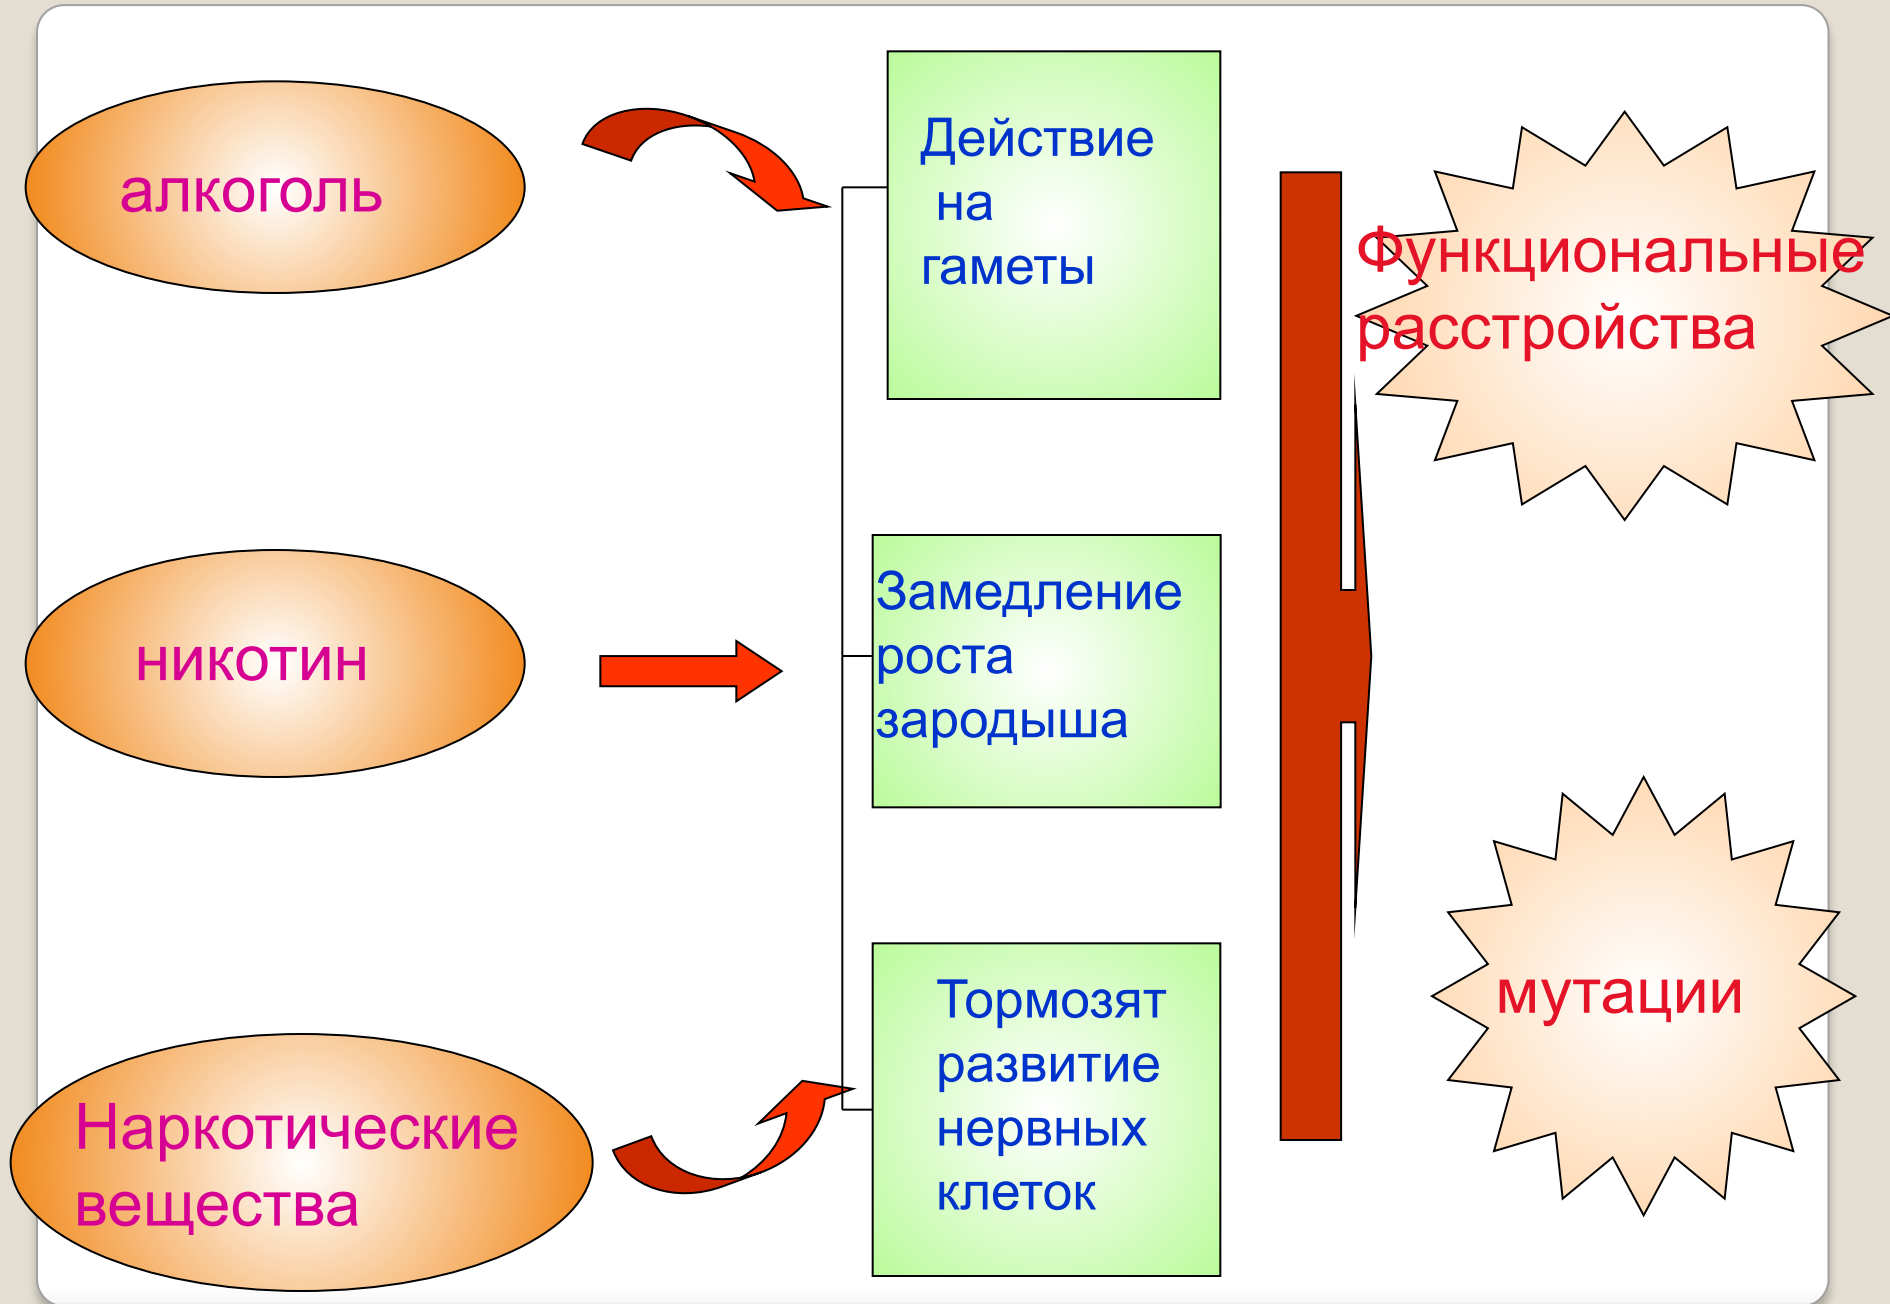 алкоголь
никотин
Наркотические
вещества
Действие
на
гаметы
Замедление
роста
зародыша
Тормозят
развитие
нервных
клеток
Функциональные
расстройства
мутации